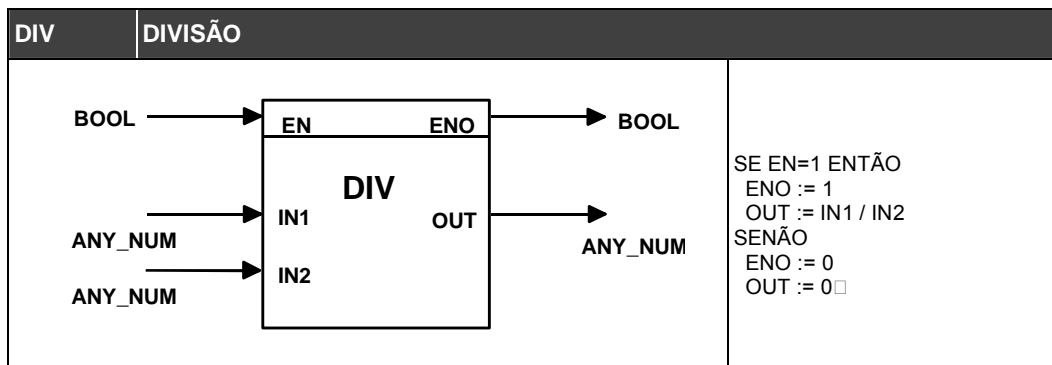 DIV DIVISÃO
BOOL EN ENO BOOL
DIV
IN1 OUT
ANY_NUM ANY_NUM
IN2
ANY_NUM
SE EN=1 ENTÃO
ENO := 1
OUT := IN1 / IN2
SENÃO
ENO := 0
OUT := 0□